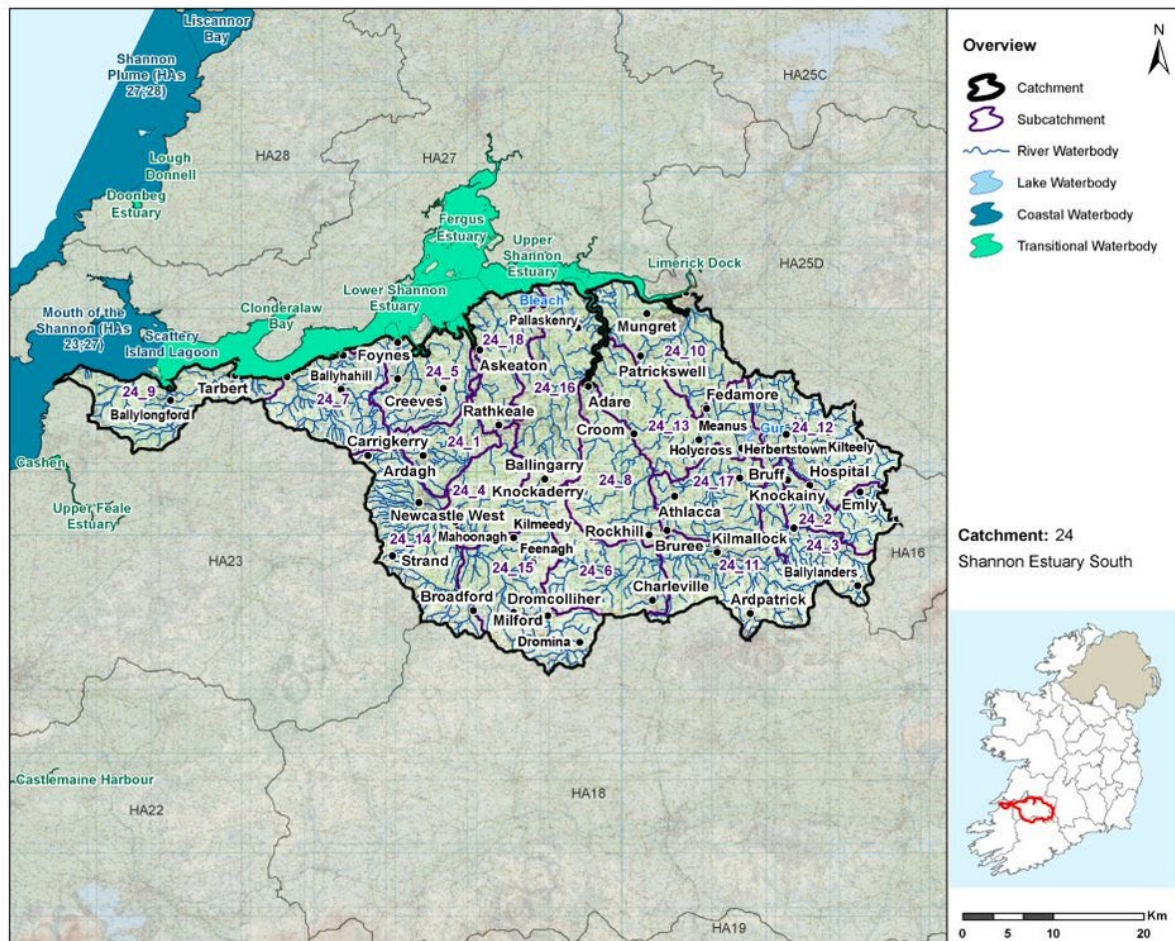 Liscannor
Bay
Shannon
Plume (HAs
27;28)
HA25C
HA28
HA27
Lough
Donnell
Doonbeg
Estuary
Fergus
Estuary
Upper
Shannon
Estuary
Limerick Dock
HA25D
Clonderalaw
Bay
Lower Shannon
Estuary
Bleach
Mouth of the
Shannon (HAs
23;27)
Scattery
Island Lagoon
Pallaskenry
Mungret
24_18
24_10
Foynes
Askeaton
Patrickswell
24_5
Tarbert
Ballyhahill
24_9
24_7
Creeves
24_16
Adare
Fedamore
Ballylongford
Rathkeale
Meanus
Gur
24_12
Croom
24_13
Carrigkerry
24_1
Holycross
Herbertstown
Kilteely
Cashen
Ardagh
Ballingarry
Bruff
Hospital
24_8
24_17
24_4
Knockaderry
Knockainy
Emly
Upper Feale
Estuary
Athlacca
Newcastle West
Kilmeedy
Rockhill
24_2
Mahoonagh
Bruree
Kilmallock
24_14
Feenagh
24_3
HA16
HA23
Strand
24_15
24_6
24_11
Ballylanders
Broadford
Dromcolliher
Charleville
Ardpatrick
Milford
Dromina
Castlemaine Harbour
HA22
HA18
HA19
Overview
N
Catchment
Subcatchment
River Waterbody
Lake Waterbody
Coastal Waterbody
Transitional Waterbody
Catchment: 24
Shannon Estuary South
Km
0 10 20